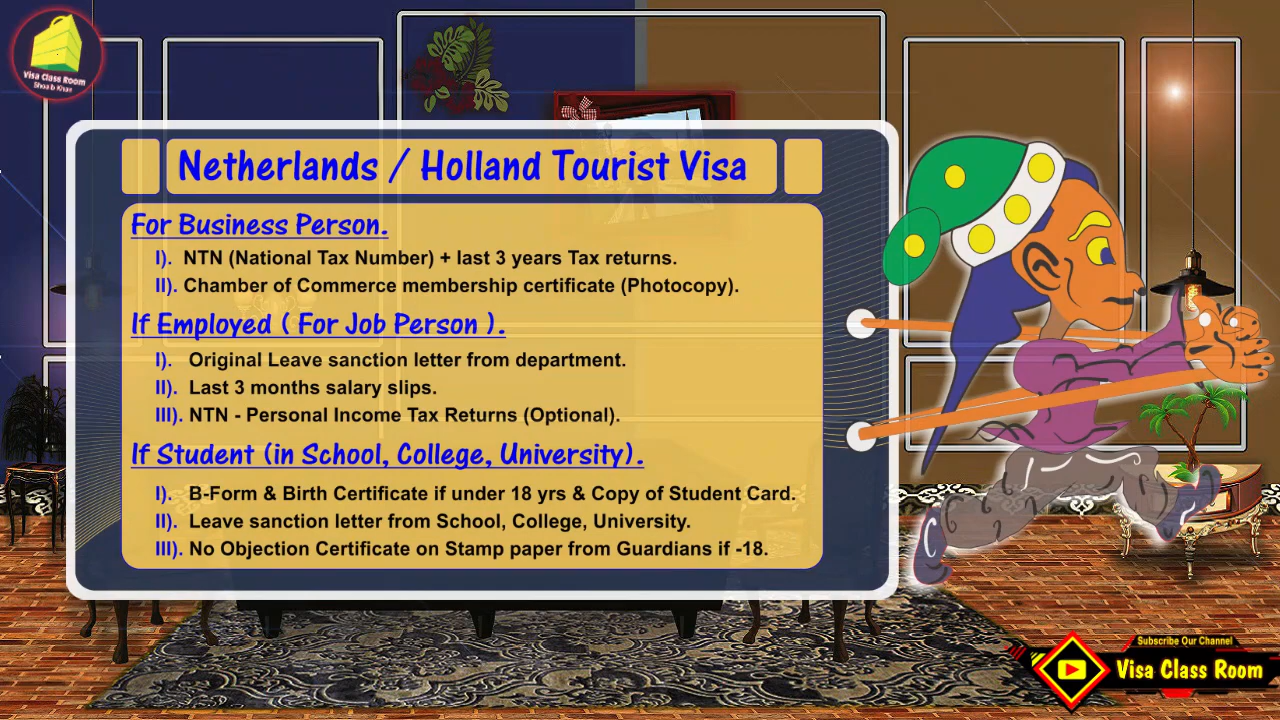 Visa Class Room
Shoaib Khan
Netherlands / Holland Tourist Visa
For Business Person.
I). NTN (National Tax Number) + last 3 years Tax returns.
II). Chamber of Commerce membership certificate (Photocopy).
If Employed ( For Job Person ).
I). Original Leave sanction letter from department.
II). Last 3 months salary slips.
III). NTN - Personal Income Tax Returns (Optional).
If Student (in School, College, University).
I). B-Form & Birth Certificate if under 18 yrs & Copy of Student Card.
II). Leave sanction letter from School, College, University.
III). No Objection Certificate on Stamp paper from Guardians if -18.
Subscribe Our Channel
Visa Class Room